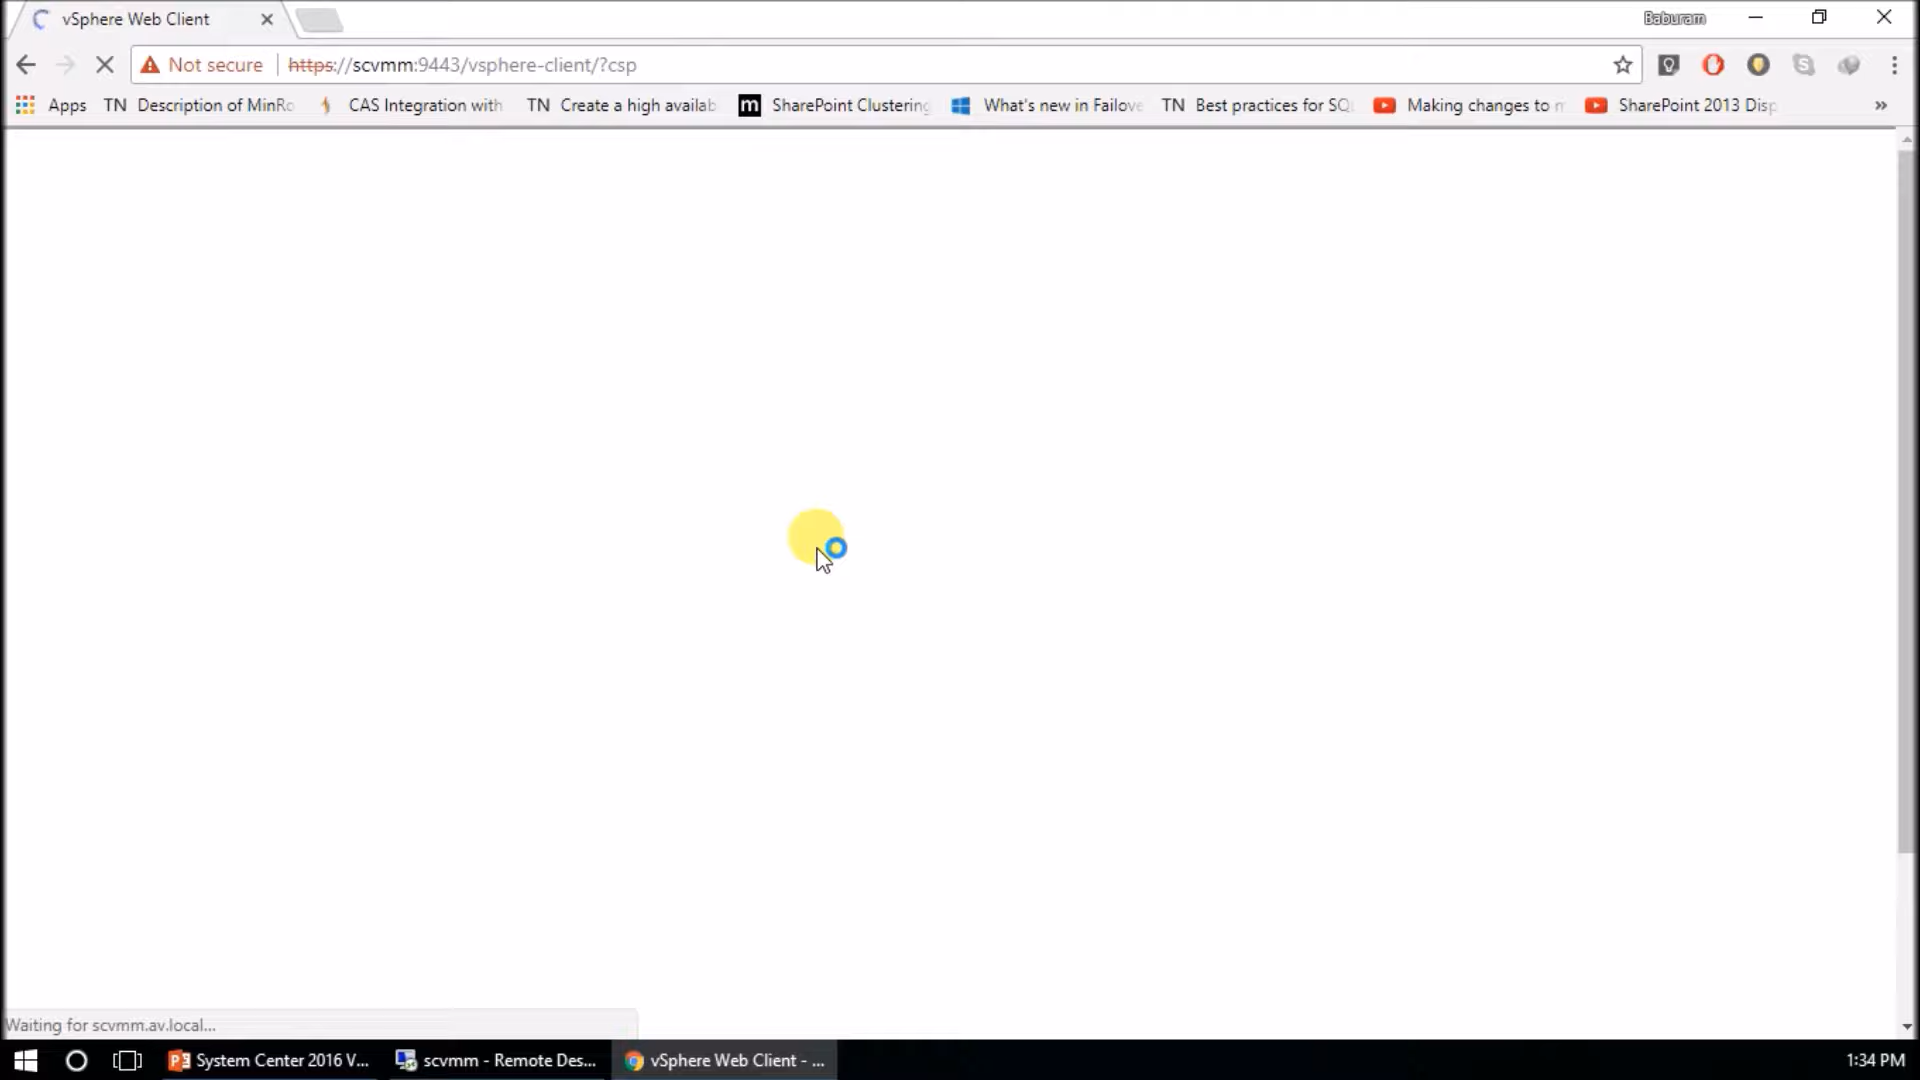 vSphere Web Client
Baburam
Not secure https://scvmm:9443/vsphere-client/?csp
Apps TN Description of MinRo CAS Integration with TN Create a high availab m SharePoint Clustering What's new in Failove TN Best practices for SQ Making changes to m SharePoint 2013 Disp »
Waiting for scvmm.av.local...
System Center 2016 V... scvmm - Remote Des... vSphere Web Client - ... 1:34 PM